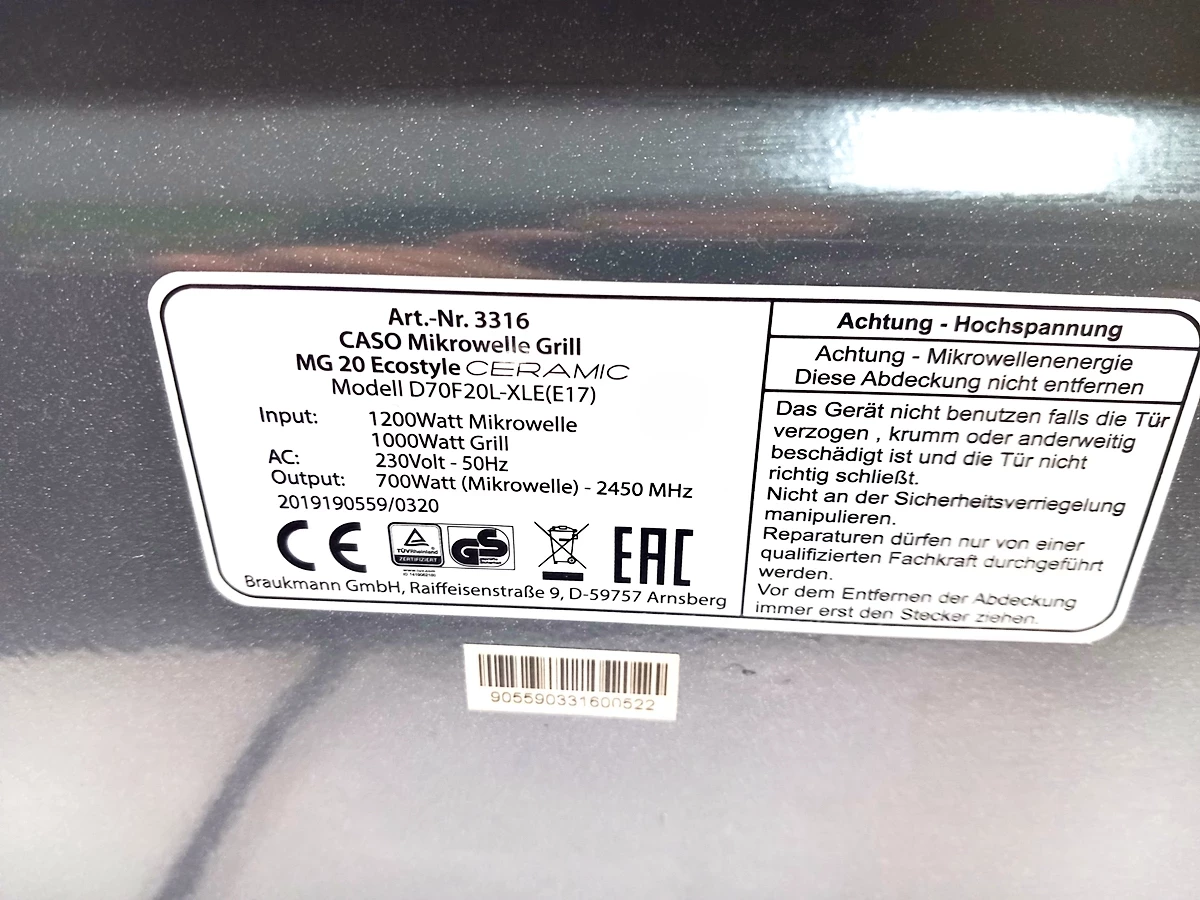 Art.-Nr. 3316
CASO Mikrowelle Grill
MG 20 Ecostyle CERAMIC
Modell D70F20L-XLE(E17)
Input: 1200Watt Mikrowelle
1000Watt Grill
AC: 230Volt - 50Hz
Output: 700Watt (Mikrowelle) - 2450 MHz
2019190559/0320
CE
TÜVRheinland
ZERTIFIZIERT
GS
EAC
Braukmann GmbH, Raiffeisenstraße 9, D-59757 Arnsberg
Achtung - Hochspannung
Achtung - Mikrowellenenergie
Diese Abdeckung nicht entfernen
Das Gerät nicht benutzen falls die Tür
verzogen , krumm oder anderweitig
beschädigt ist und die Tür nicht
richtig schließt.
Nicht an der Sicherheitsverriegelung
manipulieren.
Reparaturen dürfen nur von einer
qualifizierten Fachkraft durchgeführt
werden.
Vor dem Entfernen der Abdeckung
immer erst den Stecker ziehen.
905590331600522